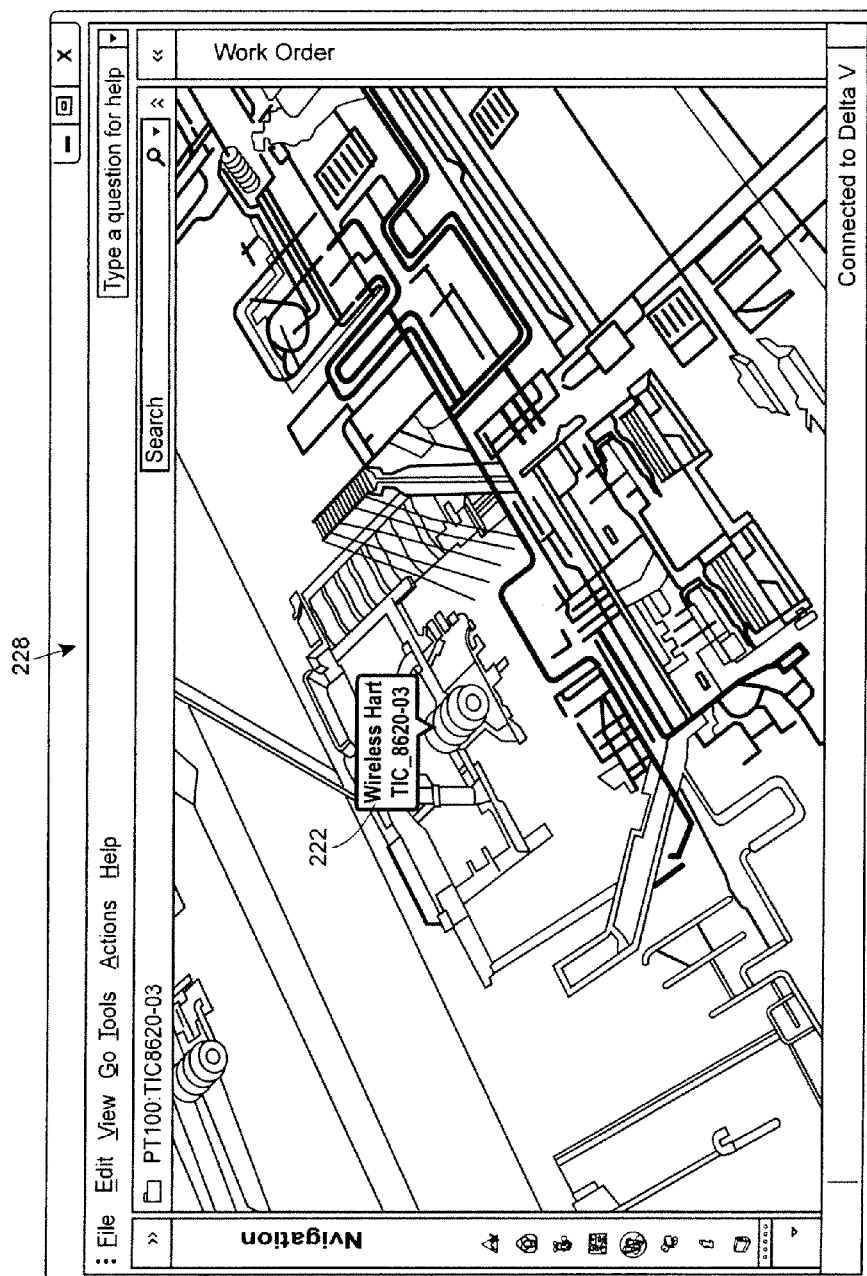 228
X
File Edit View Go Tools Actions Help
Type a question for help
>>
PT100:TIC8620-03
Search
<<
Nvigation
Work Order
222
Wireless Hart
TIC_8620-03
Connected to Delta V